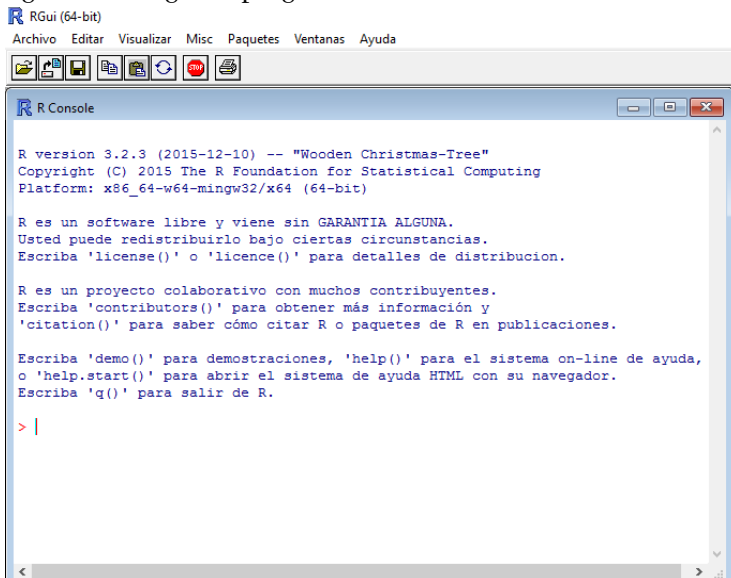 RGui (64-bit)
Archivo Editar Visualizar Misc Paquetes Ventanas Ayuda
STOP
R Console
R version 3.2.3 (2015-12-10) -- "Wooden Christmas-Tree"
Copyright (C) 2015 The R Foundation for Statistical Computing
Platform: x86_64-w64-mingw32/x64 (64-bit)
R es un software libre y viene sin GARANTIA ALGUNA.
Usted puede redistribuirlo bajo ciertas circunstancias.
Escriba 'license()' o 'licence()' para detalles de distribucion.
R es un proyecto colaborativo con muchos contribuyentes.
Escriba 'contributors()' para obtener más información y
'citation()' para saber cómo citar R o paquetes de R en publicaciones.
Escriba 'demo()' para demostraciones, 'help()' para el sistema on-line de ayuda,
o 'help.start()' para abrir el sistema de ayuda HTML con su navegador.
Escriba 'q()' para salir de R.
>